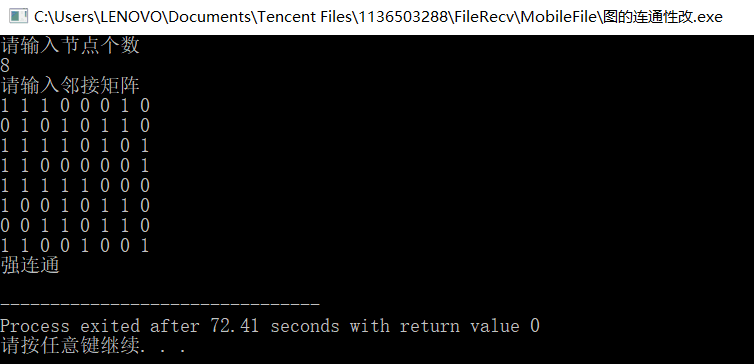 C:\Users\LENOVO\Documents\Tencent Files\1136503288\FileRecv\MobileFile\图的连通性改.exe
请输入节点个数
8
请输入邻接矩阵
1 1 1 0 0 0 1 0
0 1 0 1 0 1 1 0
1 1 1 1 0 1 0 1
1 1 0 0 0 0 0 1
1 1 1 1 1 0 0 0
1 0 0 1 0 1 1 0
0 0 1 1 0 1 1 0
1 1 0 0 1 0 0 1
强连通
--------------------------------
Process exited after 72.41 seconds with return value 0
请按任意键继续. . .